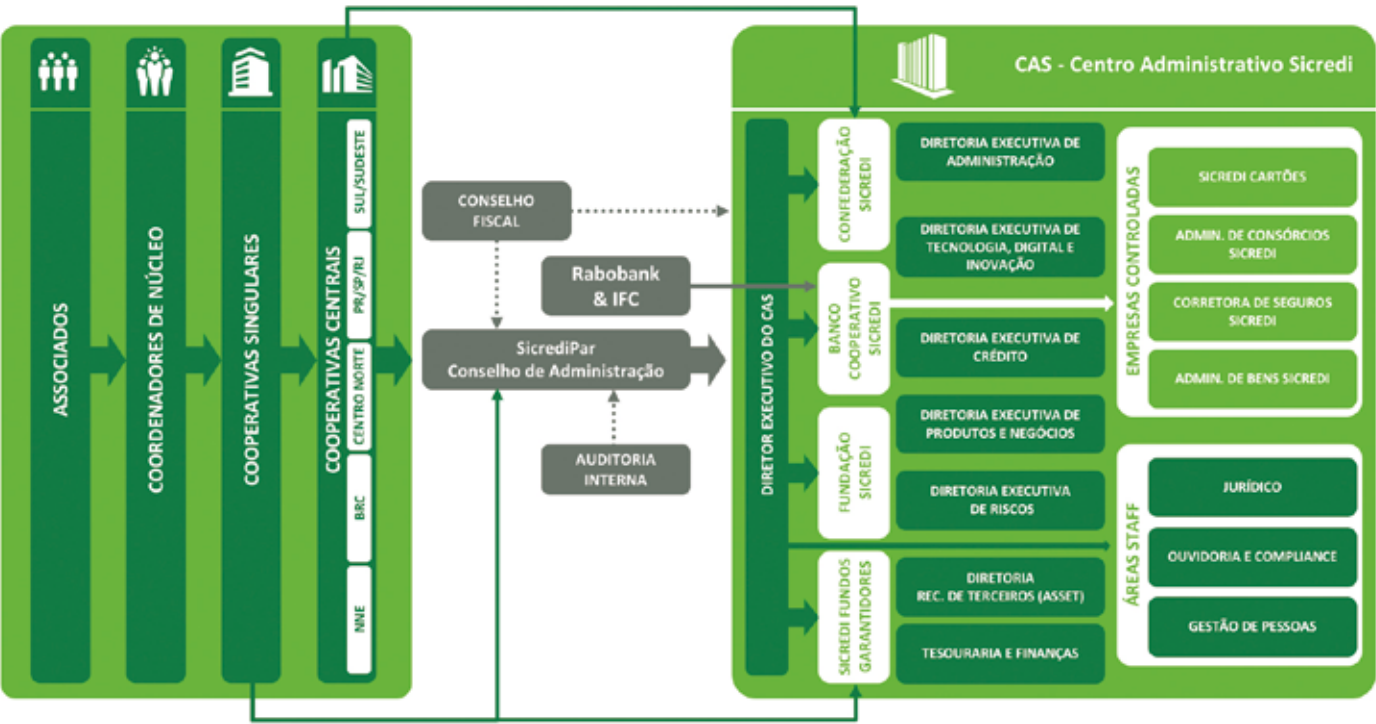 ASSOCIADOS
COORDENADORES DE NÚCLEO
COOPERATIVAS SINGULARES
COOPERATIVAS CENTRAIS
SUL/SUDESTE
PR/SP/RJ
CENTRO NORTE
BRC
NNE
CONSELHO
FISCAL
Rabobank
& IFC
SicrediPar
Conselho de Administração
AUDITORIA
INTERNA
CAS - Centro Administrativo Sicredi
DIRETOR EXECUTIVO DO CAS
CONFEDERAÇÃO
SICREDI
BANCO
COOPERATIVO
SICREDI
FUNDAÇÃO
SICREDI
SICREDI FUNDOS
GARANTIDORES
DIRETORIA EXECUTIVA DE
ADMINISTRAÇÃO
DIRETORIA EXECUTIVA DE
TECNOLOGIA, DIGITAL E
INOVAÇÃO
DIRETORIA EXECUTIVA DE
CRÉDITO
DIRETORIA EXECUTIVA DE
PRODUTOS E NEGÓCIOS
DIRETORIA EXECUTIVA
DE RISCOS
DIRETORIA
REC. DE TERCEIROS (ASSET)
TESOURARIA E FINANÇAS
EMPRESAS CONTROLADAS
SICREDI CARTÕES
ADMIN. DE CONSÓRCIOS
SICREDI
CORRETORA DE SEGUROS
SICREDI
ADMIN. DE BENS SICREDI
ÁREAS STAFF
JURÍDICO
OUVIDORIA E COMPLIANCE
GESTÃO DE PESSOAS